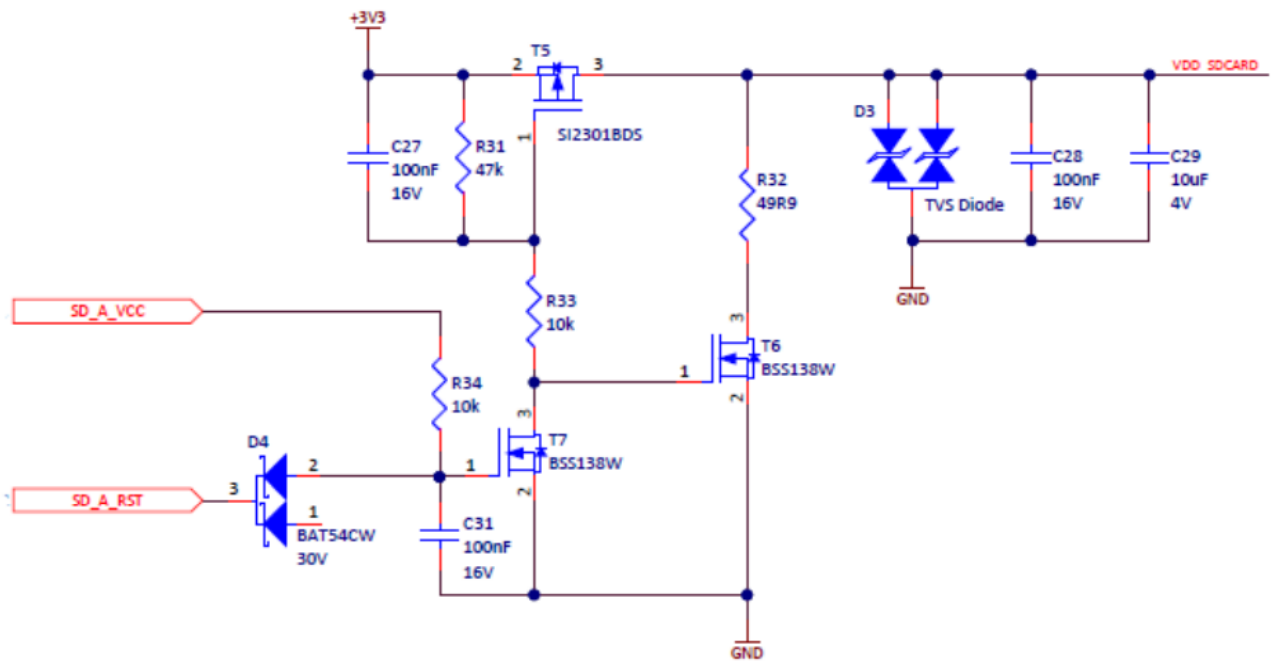 +3V3
T5
2
3
VDD_SDCARD
1
SI2301BDS
C27
100nF
16V
R31
47k
R32
49R9
D3
TVS Diode
C28
100nF
16V
C29
10uF
4V
GND
SD_A_VCC
R33
10k
R34
10k
3
T6
BSS138W
1
2
D4
2
3
1
BAT54CW
30V
SD_A_RST
3
T7
BSS138W
1
2
C31
100nF
16V
GND